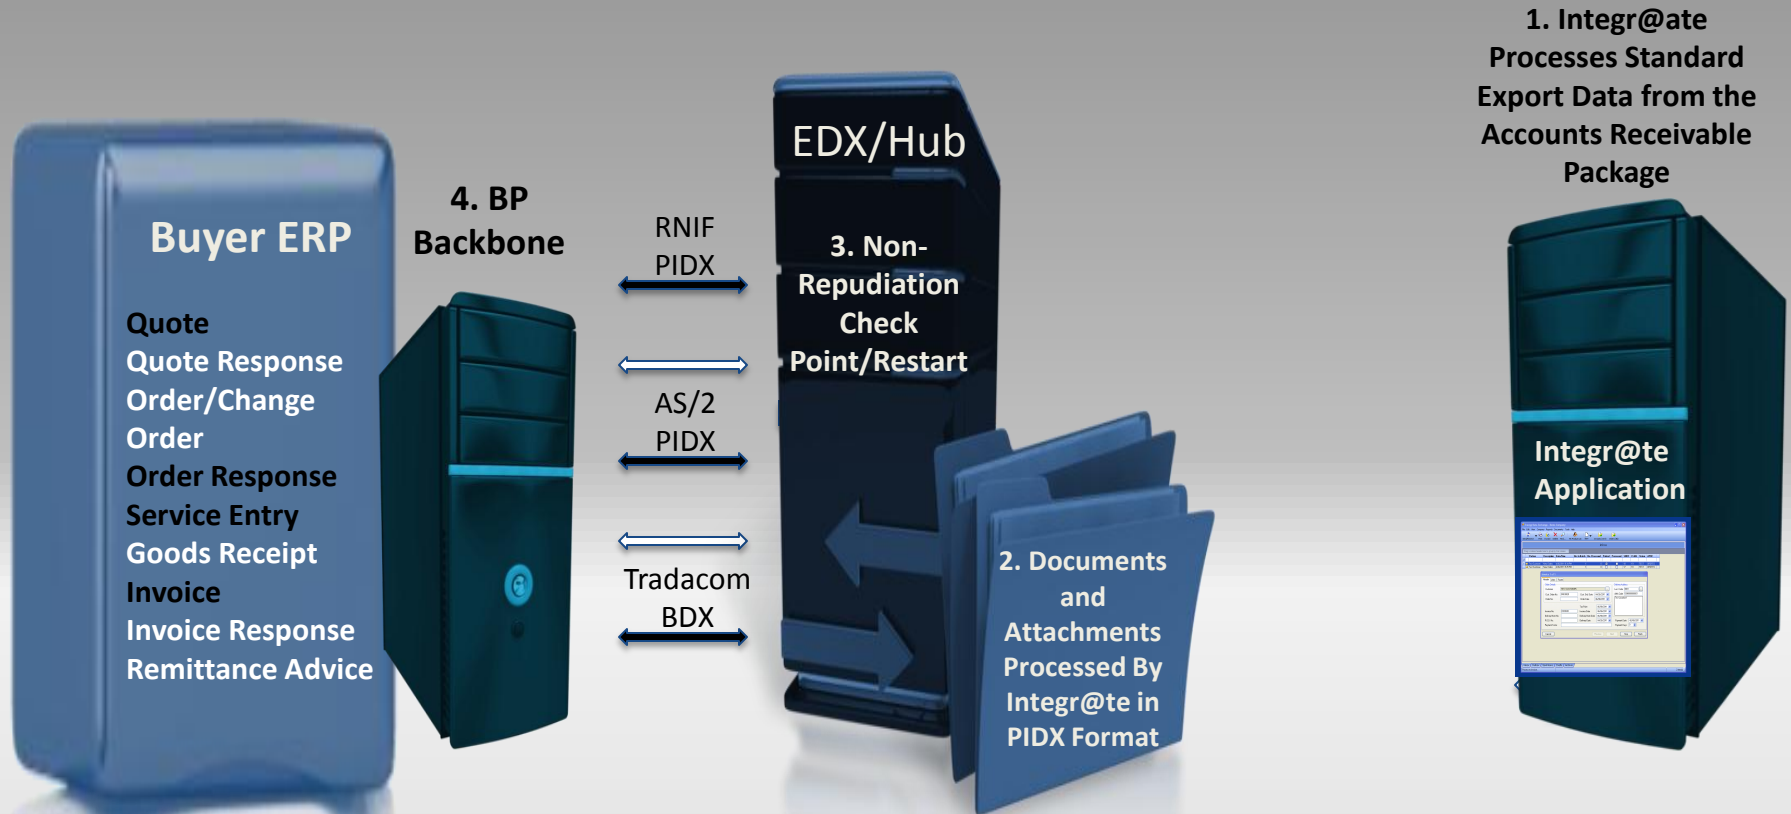 1. Integr@ate
Processes Standard
Export Data from the
Accounts Receivable
Package
EDX/Hub
4. BP
Backbone
Buyer ERP
RNIF
PIDX
3. Non-
Repudiation
Check
Point/Restart
Quote
Quote Response
Order/Change
Order
Order Response
Service Entry
Goods Receipt
Invoice
Invoice Response
Remittance Advice
AS/2
PIDX
Tradacom
BDX
Integr@te
Application
2. Documents
and
Attachments
Processed By
Integr@te in
PIDX Format